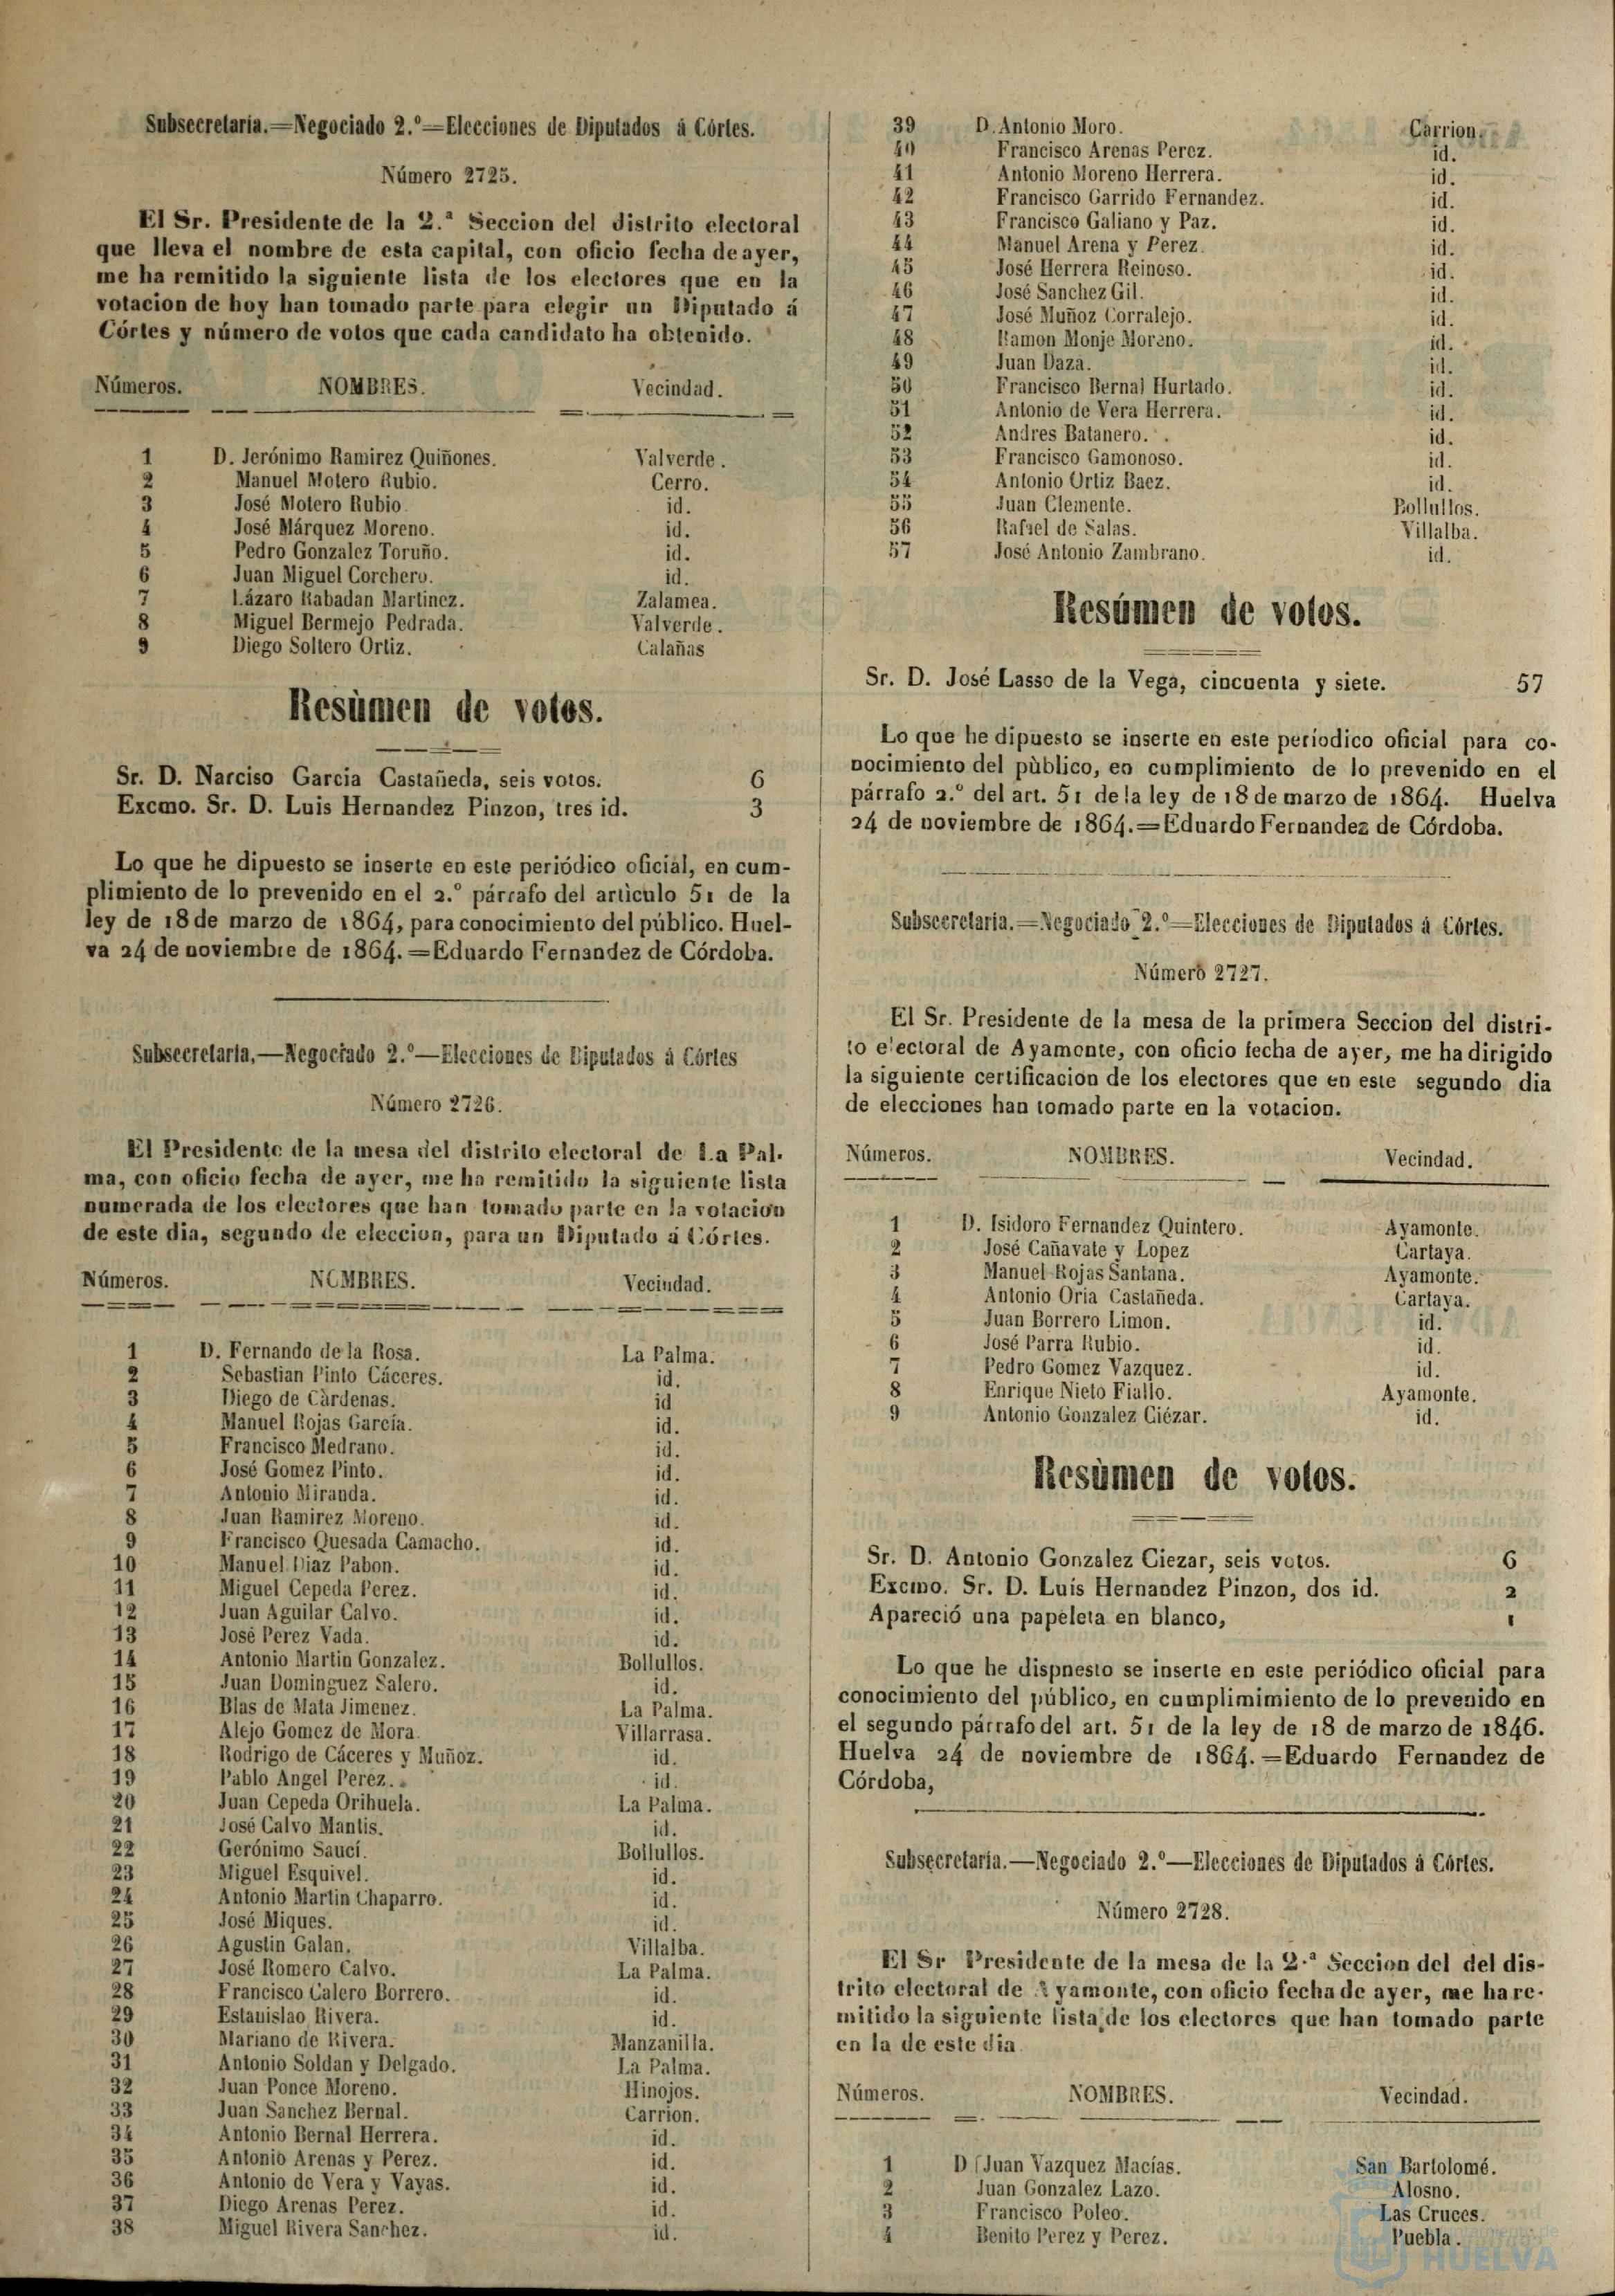 Subsecretaria.=Negociado 2.º=Elecciones de Diputados á Córtes.
Número 2725.
El Sr. Presidente de la 2.ª Seccion del distrito electoral
que lleva el nombre de esta capital, con oficio fecha de ayer,
me ha remitido la siguiente lista de los electores que en la
votacion de hoy han tomado parte para elegir un Diputado á
Córtes y número de votos que cada candidato ha obtenido.
Números. NOMBRES. Vecindad.
1 D. Jerónimo Ramirez Quiñones. Valverde.
2 Manuel Motero Rubio. Cerro.
3 José Motero Rubio. id.
4 José Márquez Moreno. id.
5 Pedro Gonzalez Toruño. id.
6 Juan Miguel Corchero. id.
7 Lázaro Rabadan Martinez. Zalamea.
8 Miguel Bermejo Pedrada. Valverde.
9 Diego Soltero Ortiz. Calañas
Resùmen de votos.
Sr. D. Narciso Garcia Castañeda, seis votos. 6
Excmo. Sr. D. Luis Hernandez Pinzon, tres id. 3
Lo que he dipuesto se inserte en este periódico oficial, en cum-
plimiento de lo prevenido en el 2.º párrafo del artìculo 51 de la
ley de 18 de marzo de 1864, para conocimiento del público. Huel-
va 24 de noviembre de 1864.=Eduardo Fernandez de Córdoba.
Subsecretaria,—Negociado 2.º—Elecciones de Diputados á Córtes
Número 2726.
El Presidente de la mesa del distrito electoral de La Pal-
ma, con oficio fecha de ayer, me ha remitido la siguiente lista
numerada de los electores que han tomado parte en la votacion
de este dia, segundo de eleccion, para un Diputado á Córtes.
Números. NOMBRES. Vecindad.
1 D. Fernando de la Rosa. La Palma.
2 Sebastian Pinto Cáceres. id.
3 Diego de Càrdenas. id
4 Manuel Rojas García. id.
5 Francisco Medrano. id.
6 José Gomez Pinto. id.
7 Antonio Miranda. id.
8 Juan Ramirez Moreno. id.
9 Francisco Quesada Camacho. id.
10 Manuel Diaz Pabon. id.
11 Miguel Cepeda Perez. id.
12 Juan Aguilar Calvo. id.
13 José Perez Vada. id.
14 Antonio Martin Gonzalez. Bollullos.
15 Juan Dominguez Salero. id.
16 Blas de Mata Jimenez. La Palma.
17 Alejo Gomez de Mora. Villarrasa.
18 Rodrigo de Cáceres y Muñoz. id.
19 Pablo Angel Perez. id.
20 Juan Cepeda Orihuela. La Palma.
21 José Calvo Mantis. id.
22 Gerónimo Saucí. Bollullos.
23 Miguel Esquivel. id.
24 Antonio Martin Chaparro. id.
25 José Miques. id.
26 Agustin Galan. Villalba.
27 José Romero Calvo. La Palma.
28 Francisco Calero Borrero. id.
29 Estanislao Rivera. id.
30 Mariano de Rivera. Manzanilla.
31 Antonio Soldan y Delgado. La Palma.
32 Juan Ponce Moreno. Hinojos.
33 Juan Sanchez Bernal. Carrion.
34 Antonio Bernal Herrera. id.
35 Antonio Arenas y Perez. id.
36 Antonio de Vera y Vayas. id.
37 Diego Arenas Perez. id.
38 Miguel Rivera Sanchez. id.
39 D. Antonio Moro. Carrion.
40 Francisco Arenas Perez. id.
41 Antonio Moreno Herrera. id.
42 Francisco Garrido Fernandez. id.
43 Francisco Galiano y Paz. id.
44 Manuel Arena y Perez. id.
45 José Herrera Reinoso. id.
46 José Sanchez Gil. id.
47 José Muñoz Corralejo. id.
48 Ramon Monje Moreno. id.
49 Juan Daza. id.
50 Francisco Bernal Hurtado. id.
51 Antonio de Vera Herrera. id.
52 Andres Batanero. id.
53 Francisco Gamonoso. id.
54 Antonio Ortiz Baez. id.
55 Juan Clemente. Bollullos.
56 Rafael de Salas. Villalba.
57 José Antonio Zambrano. id.
Resúmen de votos.
Sr. D. José Lasso de la Vega, cincuenta y siete. 57
Lo que he dipuesto se inserte en este períodico oficial para co-
nocimiento del pùblico, en cumplimiento de lo prevenido en el
párrafo 2.º del art. 51 de la ley de 18 de marzo de 1864. Huelva
24 de noviembre de 1864.=Eduardo Fernandez de Córdoba.
Subsecretaria.=Negociado 2.º=Elecciones de Diputados á Córtes.
Número 2727.
El Sr. Presidente de la mesa de la primera Seccion del distri-
to electoral de Ayamonte, con oficio fecha de ayer, me ha dirigido
la siguiente certificacion de los electores que en este segundo dia
de elecciones han tomado parte en la votacion.
Números. NOMBRES. Vecindad.
1 D. Isidoro Fernandez Quintero. Ayamonte.
2 José Cañavate y Lopez Cartaya.
3 Manuel Rojas Santana. Ayamonte.
4 Antonio Oria Castañeda. Cartaya.
5 Juan Borrero Limon. id.
6 José Parra Rubio. id.
7 Pedro Gomez Vazquez. id.
8 Enrique Nieto Fiallo. Ayamonte.
9 Antonio Gonzalez Ciézar. id.
Resùmen de votos.
Sr. D. Antonio Gonzalez Ciezar, seis votos. 6
Excmo. Sr. D. Luis Hernandez Pinzon, dos id. 2
Apareció una papeleta en blanco, 1
Lo que he dispnesto se inserte en este periódico oficial para
conocimiento del público, en cumplimimiento de lo prevenido en
el segundo párrafo del art. 51 de la ley de 18 de marzo de 1846.
Huelva 24 de noviembre de 1864.=Eduardo Fernandez de
Córdoba,
Subsecretaria.—Negociado 2.º—Elecciones de Diputados á Córtes.
Número 2728.
El Sr Presidente de la mesa de la 2.ª Seccion del del dis-
trito electoral de Ayamonte, con oficio fecha de ayer, me ha re-
mitido la siguiente lista de los electores que han tomado parte
en la de este dia.
Números. NOMBRES. Vecindad.
1 D. Juan Vazquez Macías. San Bartolomé.
2 Juan Gonzalez Lazo. Alosno.
3 Francisco Poleo. Las Cruces.
4 Benito Perez y Perez. Puebla.
HUELVA